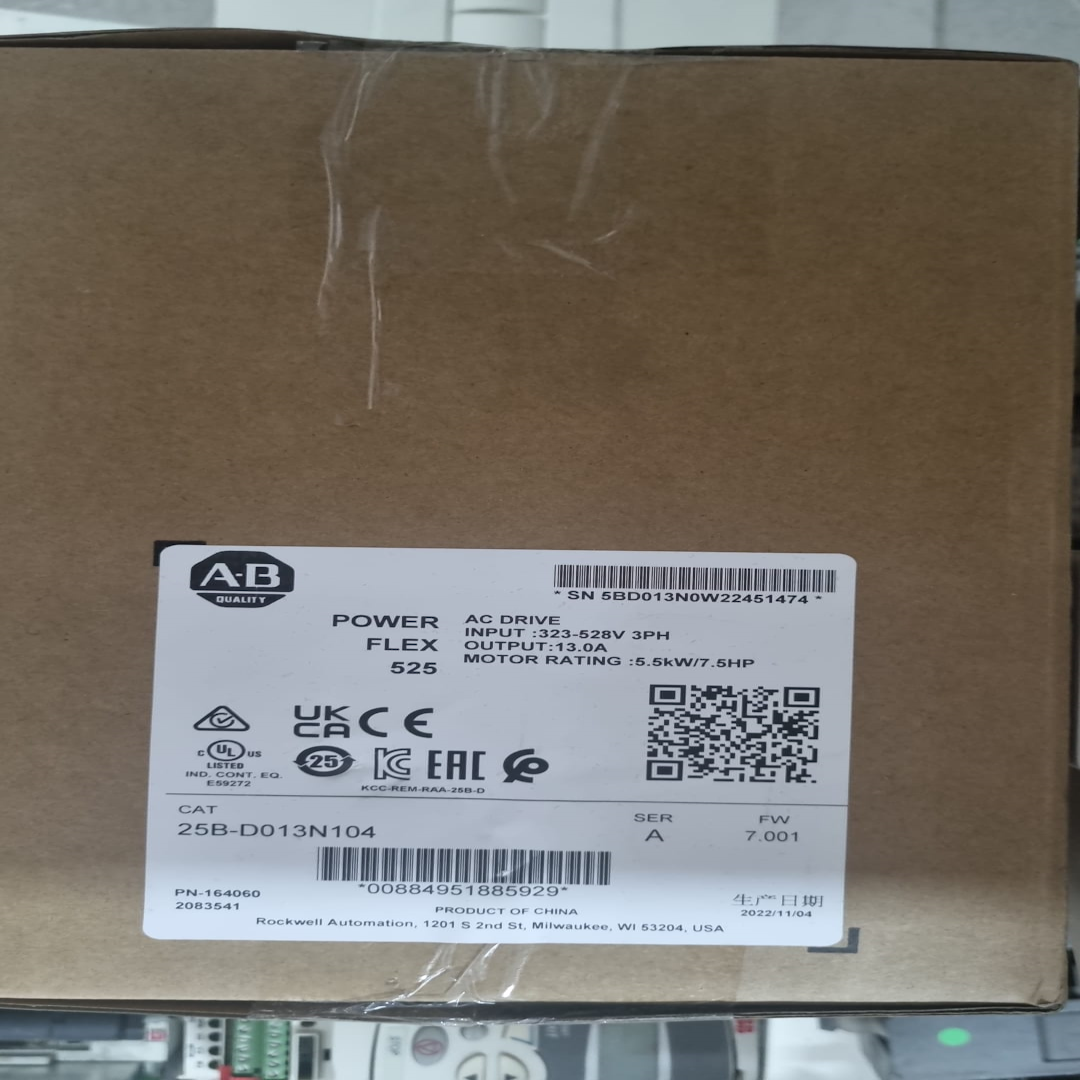 A-B
QUALITY
* SN 5BD013N0W22451474 *
POWER
FLEX
525
AC DRIVE
INPUT :323-528V 3PH
OUTPUT:13.0A
MOTOR RATING :5.5kW/7.5HP
UK
CA
CE
C UL US
LISTED
IND. CONT. EQ.
E59272
25
KC
EAC
KCC-REM-RAA-25B-D
CAT
25B-D013N104
SER
A
FW
7.001
*00884951885929*
PN-164060
2083541
PRODUCT OF CHINA
Rockwell Automation, 1201 S 2nd St, Milwaukee, WI 53204, USA
生产日期
2022/11/04
STOP